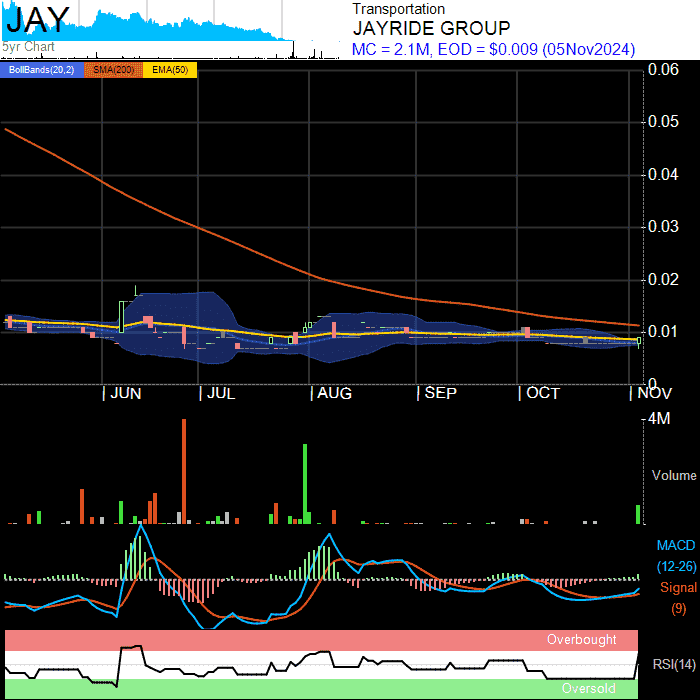 JAY
5yr Chart
Transportation
JAYRIDE GROUP
MC = 2.1M, EOD = $0.009 (05Nov2024)
BollBands(20,2) SMA(200) EMA(50)
0.06
0.05
0.04
0.03
0.02
0.01
0
JUN JUL AUG SEP OCT NOV
4M
Volume
MACD
(12-26)
Signal
(9)
Overbought
RSI(14)
Oversold